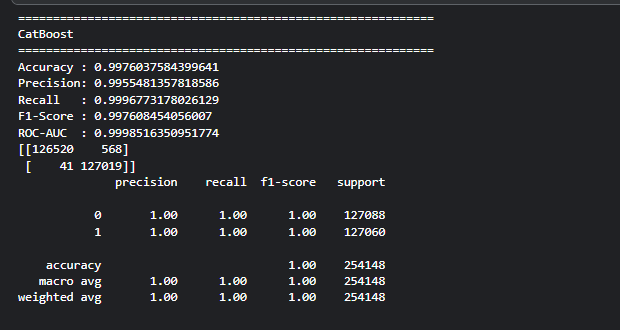 ============================================================
CatBoost
============================================================
Accuracy : 0.9976037584399641
Precision: 0.9955481357818586
Recall   : 0.9996773178026129
F1-Score : 0.997608454056007
ROC-AUC  : 0.9998516350951774
[[126520    568]
 [    41 127019]]
              precision    recall  f1-score   support

           0       1.00      1.00      1.00    127088
           1       1.00      1.00      1.00    127060

    accuracy                           1.00    254148
   macro avg       1.00      1.00      1.00    254148
weighted avg       1.00      1.00      1.00    254148